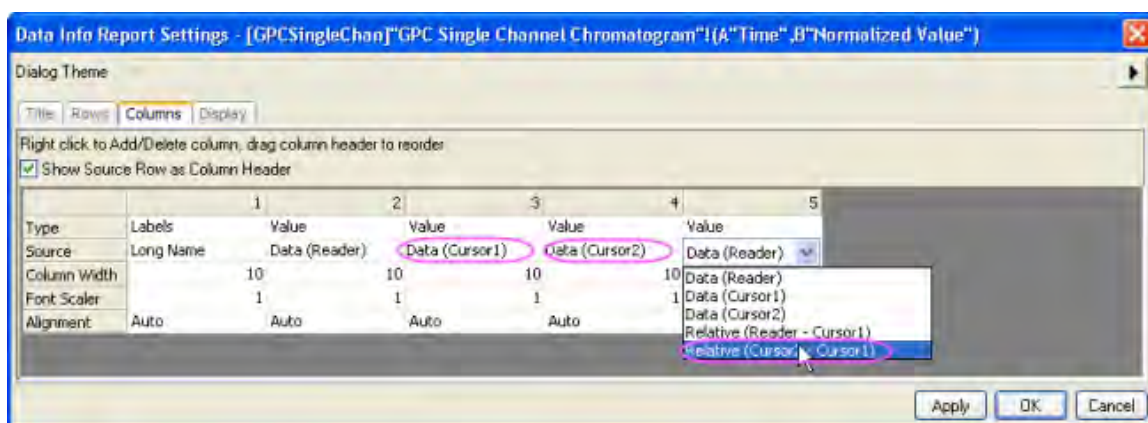 Data Info Report Settings - [GPCSingleChan]"GPC Single Channel Chromatogram"!(A"Time",B"Normalized Value")
Dialog Theme
Title Rows Columns Display
Right click to Add/Delete column, drag column header to reorder
Show Source Row as Column Header
1 2 3 4 5
Type Labels Value Value Value Value
Source Long Name Data (Reader) Data (Cursor1) Data (Cursor2) Data (Reader)
Column Width 10 10 10 10
Font Scaler 1 1 1 1
Alignment Auto Auto Auto Auto
Data (Reader)
Data (Cursor1)
Data (Cursor2)
Relative (Reader - Cursor1)
Relative (Cursor2 - Cursor1)
Apply OK Cancel